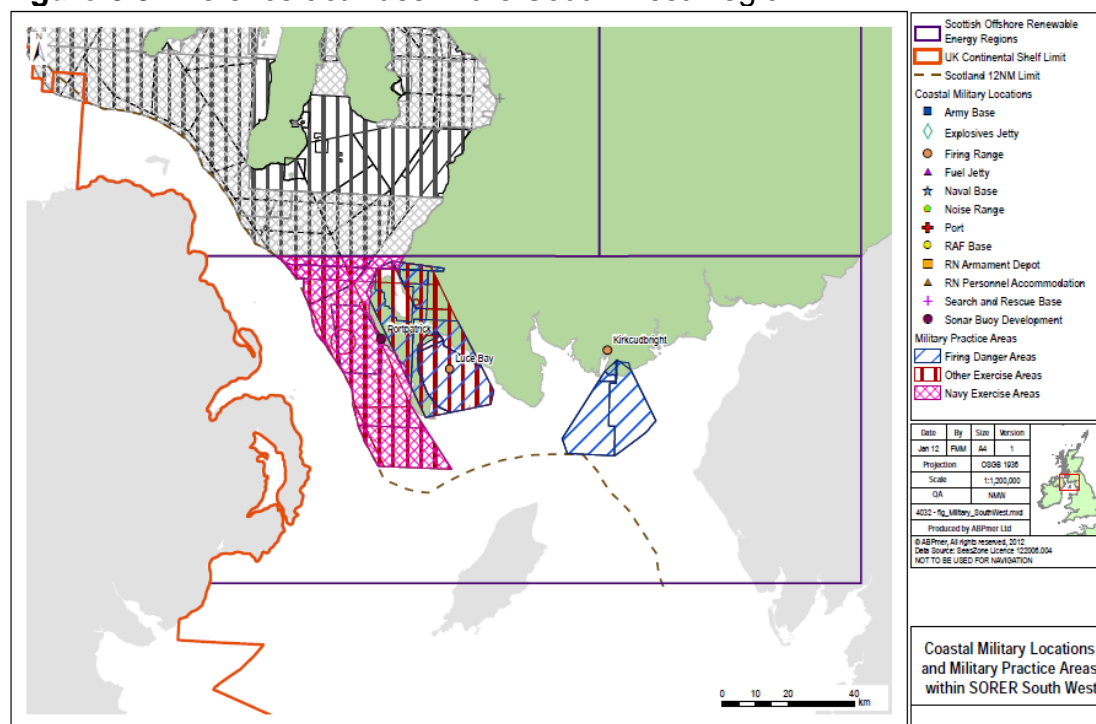 N
Portpatrick
Luce Bay
Kirkcudbright
0 10 20 40
km
Scottish Offshore Renewable
Energy Regions
UK Continental Shelf Limit
Scotland 12NM Limit
Coastal Military Locations
Army Base
Explosives Jetty
Firing Range
Fuel Jetty
Naval Base
Noise Range
Port
RAF Base
RN Armament Depot
RN Personnel Accommodation
Search and Rescue Base
Sonar Buoy Development
Military Practice Areas
Firing Danger Areas
Other Exercise Areas
Navy Exercise Areas
Date By Size Version
Jan 12 FMM A4 1
Projection OSGB 1936
Scale 1:1,200,000
QA NMW
4032 - fig_Military_SouthWest.mxd
Produced by ABPmer Ltd
© ABPmer, All rights reserved, 2012
Data Source: SeaZone Licence 122006.004
NOT TO BE USED FOR NAVIGATION
Coastal Military Locations
and Military Practice Areas
within SORER South West